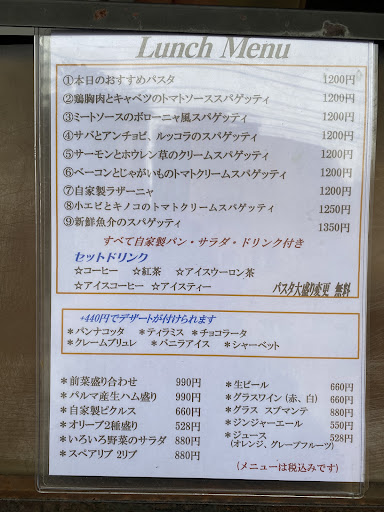 Lunch Menu
①本日のおすすめパスタ 1200円
②鶏胸肉とキャベツのトマトソーススパゲッティ 1200円
③ミートソースのボローニャ風スパゲッティ 1200円
④サバとアンチョビ、ルッコラのスパゲッティ 1200円
⑤サーモンとホウレン草のクリームスパゲッティ 1200円
⑥ベーコンとじゃがいものトマトクリームスパゲッティ 1200円
⑦自家製ラザーニャ 1200円
⑧小エビとキノコのトマトクリームスパゲッティ 1250円
⑨新鮮魚介のスパゲッティ 1350円
すべて自家製パン・サラダ・ドリンク付き
セットドリンク
☆コーヒー ☆紅茶 ☆アイスウーロン茶
☆アイスコーヒー ☆アイスティー
パスタ大盛り変更 無料
+440円でデザートが付けられます
*パンナコッタ *ティラミス *チョコラータ
*クレームブリュレ *バニラアイス *シャーベット
*前菜盛り合わせ 990円
*パルマ産生ハム盛り 990円
*自家製ピクルス 660円
*オリーブ2種盛り 528円
*いろいろ野菜のサラダ 880円
*スペアリブ 2リブ 880円
*生ビール 660円
*グラスワイン (赤、白) 660円
*グラス スプマンテ 880円
*ジンジャーエール 550円
*ジュース 528円
(オレンジ、グレープフルーツ)
(メニューは税込みです)